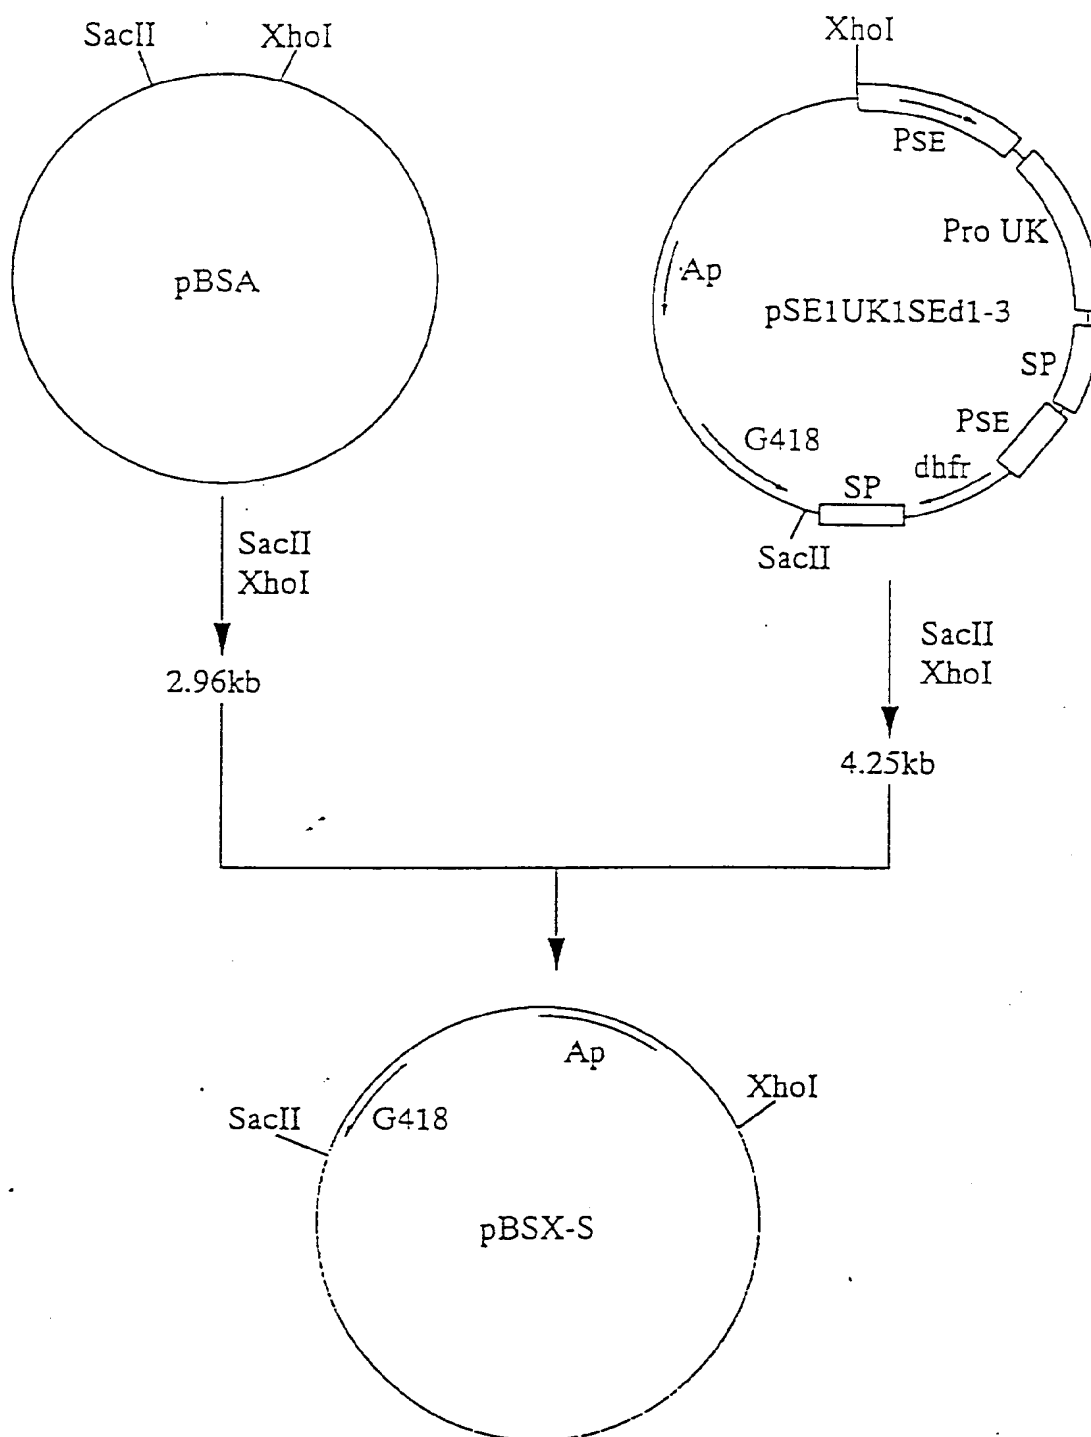 SacII
XhoI
pBSA
SacII
XhoI
2.96kb
XhoI
PSE
Pro UK
Ap
pSE1UK1SEd1-3
SP
PSE
G418
dhfr
SP
SacII
SacII
XhoI
4.25kb
Ap
XhoI
G418
SacII
pBSX-S